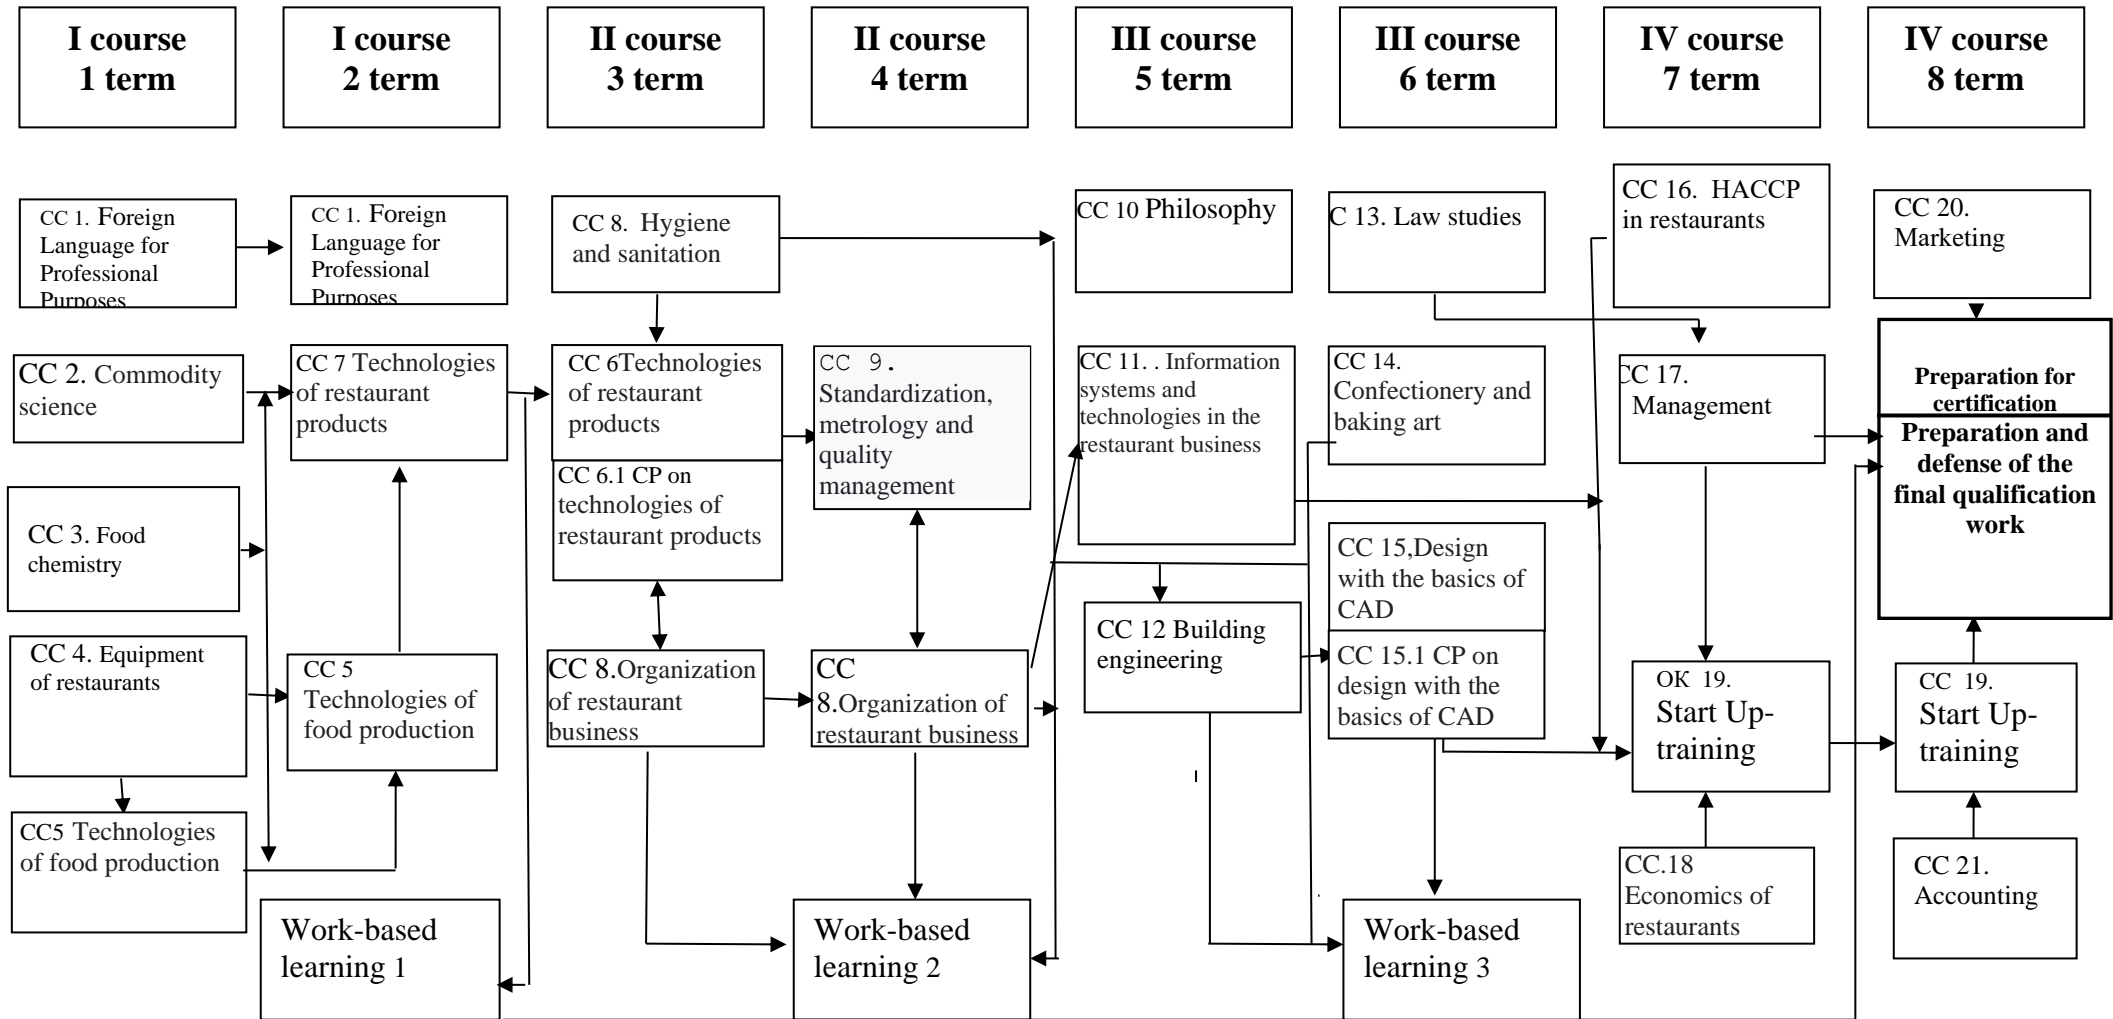 I course
1 term
I course
2 term
II course
3 term
II course
4 term
III course
5 term
III course
6 term
IV course
7 term
IV course
8 term
CC 1. Foreign
Language for
Professional
Purposes
CC 2. Commodity
science
CC 3. Food
chemistry
CC 4. Equipment
of restaurants
CC5 Technologies
of food production
CC 1. Foreign
Language for
Professional
Purposes
CC 7 Technologies
of restaurant
products
CC 5
Technologies of
food production
Work-based
learning 1
CC 8. Hygiene
and sanitation
CC 6Technologies
of restaurant
products
CC 6.1 CP on
technologies of
restaurant products
CC 8.Organization
of restaurant
business
CC 9.
Standardization,
metrology and
quality
management
CC
8.Organization of
restaurant business
Work-based
learning 2
CC 10 Philosophy
CC 11. . Information
systems and
technologies in the
restaurant business
CC 12 Building
engineering
C 13. Law studies
CC 14.
Confectionery and
baking art
CC 15,Design
with the basics of
CAD
CC 15.1 CP on
design with the
basics of CAD
Work-based
learning 3
CC 16. HACCP
in restaurants
CC 17.
Management
ОК 19.
Start Up-
training
CC.18
Economics of
restaurants
CC 20.
Marketing
Preparation for
certification
Preparation and
defense of the
final qualification
work
CC 19.
Start Up-
training
CC 21.
Accounting